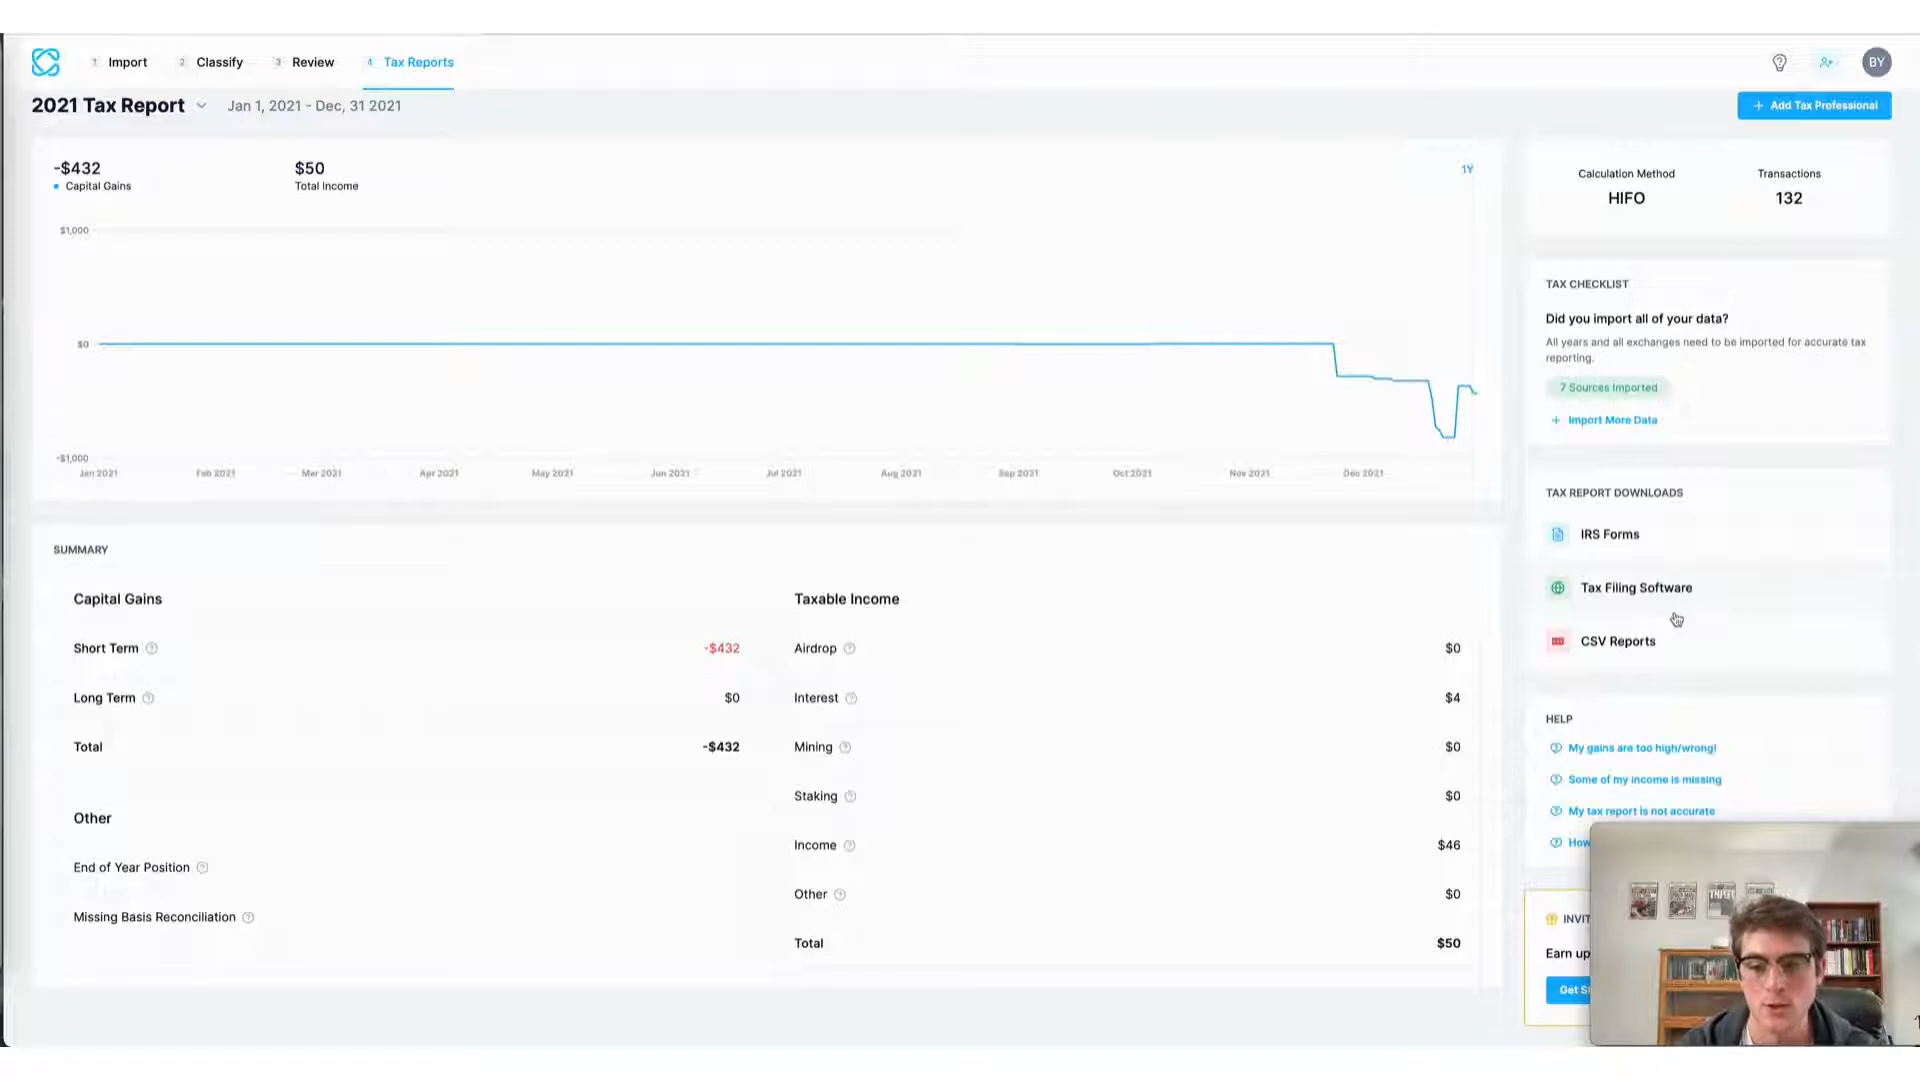 1 Import 2 Classify 3 Review 4 Tax Reports
BY
2021 Tax Report Jan 1, 2021 - Dec, 31 2021
+ Add Tax Professional
-$432
Capital Gains
$50
Total Income
1Y
$1,000
$0
-$1,000
Jan 2021 Feb 2021 Mar 2021 Apr 2021 May 2021 Jun 2021 Jul 2021 Aug 2021 Sep 2021 Oct 2021 Nov 2021 Dec 2021
Calculation Method
HIFO
Transactions
132
TAX CHECKLIST
Did you import all of your data?
All years and all exchanges need to be imported for accurate tax
reporting.
7 Sources Imported
+ Import More Data
TAX REPORT DOWNLOADS
IRS Forms
Tax Filing Software
CSV Reports
SUMMARY
Capital Gains
Short Term -$432
Long Term $0
Total -$432
Other
End of Year Position
Missing Basis Reconciliation
Taxable Income
Airdrop $0
Interest $4
Mining $0
Staking $0
Income $46
Other $0
Total $50
HELP
My gains are too high/wrong!
Some of my income is missing
My tax report is not accurate
How
INVIT
Earn up